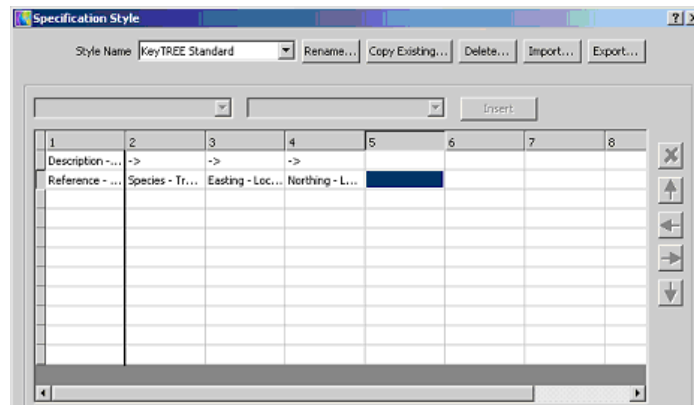 Specification Style
Style Name KeyTREE Standard Rename... Copy Existing... Delete... Import... Export...
Insert
1 2 3 4 5 6 7 8
Description -... -> -> ->
Reference - ... Species - Tr... Easting - Loc... Northing - L...